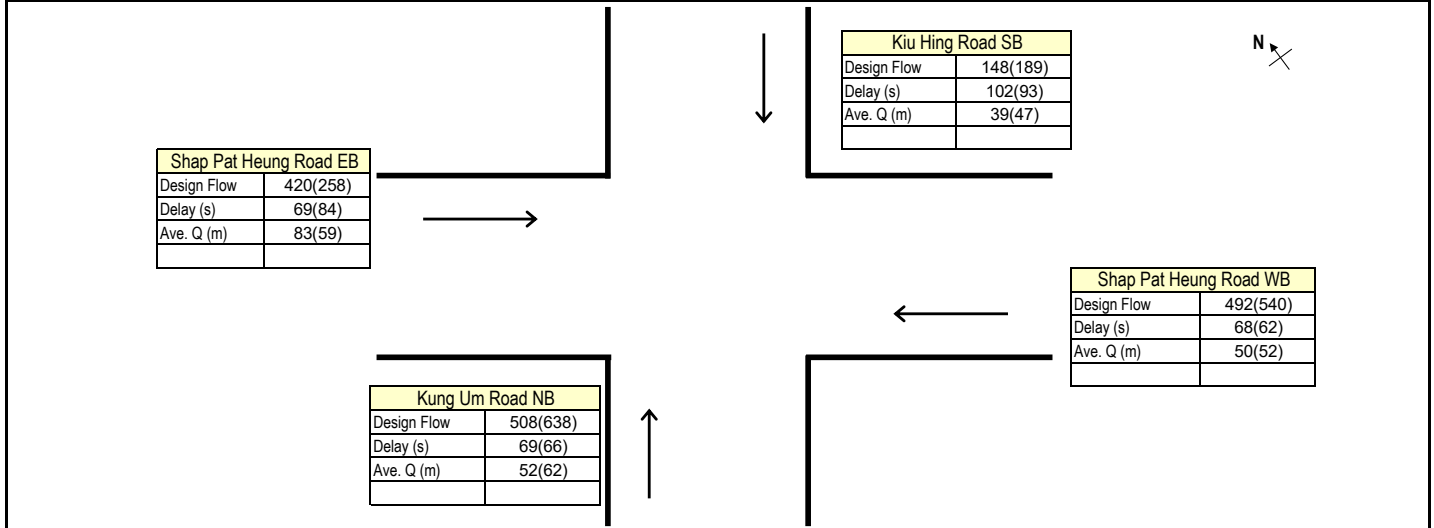 Kiu Hing Road SB
Design Flow 148(189)
Delay (s) 102(93)
Ave. Q (m) 39(47)
N
Shap Pat Heung Road EB
Design Flow 420(258)
Delay (s) 69(84)
Ave. Q (m) 83(59)
Shap Pat Heung Road WB
Design Flow 492(540)
Delay (s) 68(62)
Ave. Q (m) 50(52)
Kung Um Road NB
Design Flow 508(638)
Delay (s) 69(66)
Ave. Q (m) 52(62)